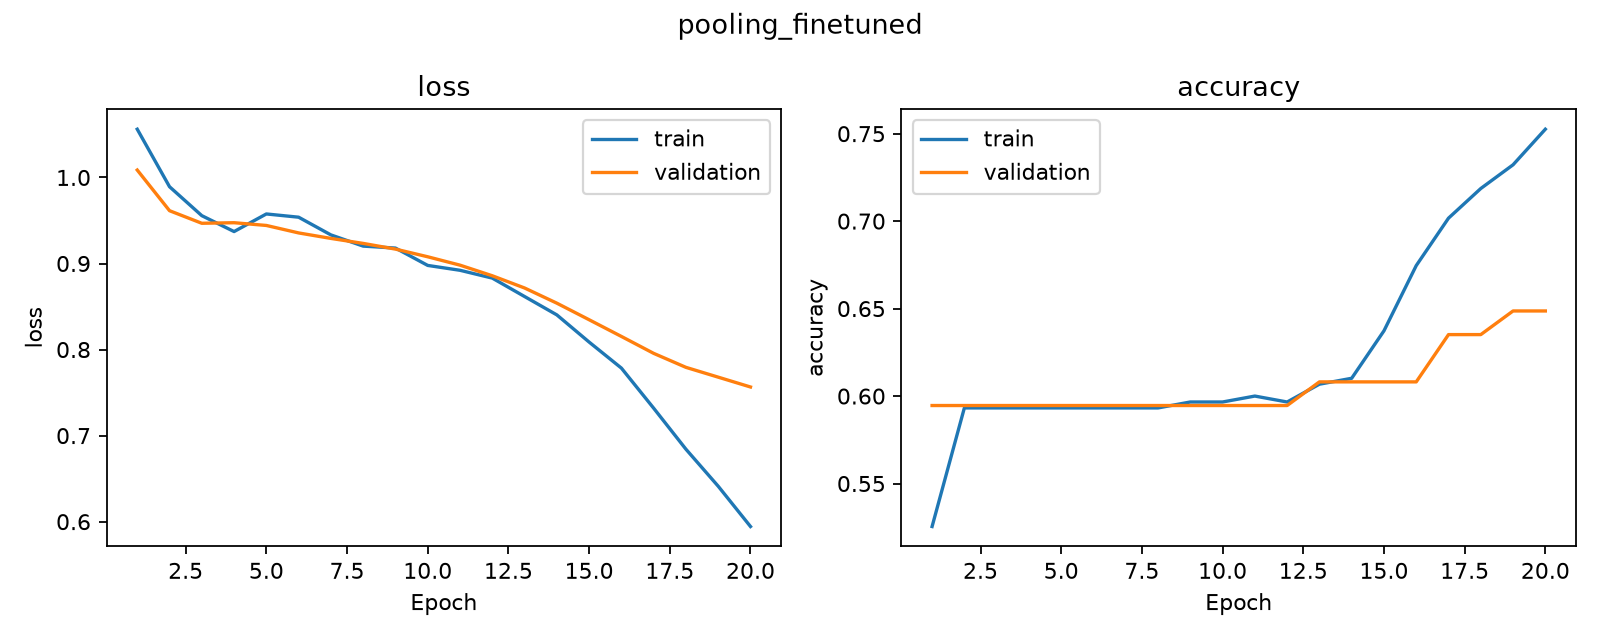 pooling_finetuned
loss
train
validation
1.0
0.9
0.8
0.7
0.6
loss
2.5 5.0 7.5 10.0 12.5 15.0 17.5 20.0
Epoch
accuracy
train
validation
0.75
0.70
0.65
0.60
0.55
accuracy
2.5 5.0 7.5 10.0 12.5 15.0 17.5 20.0
Epoch